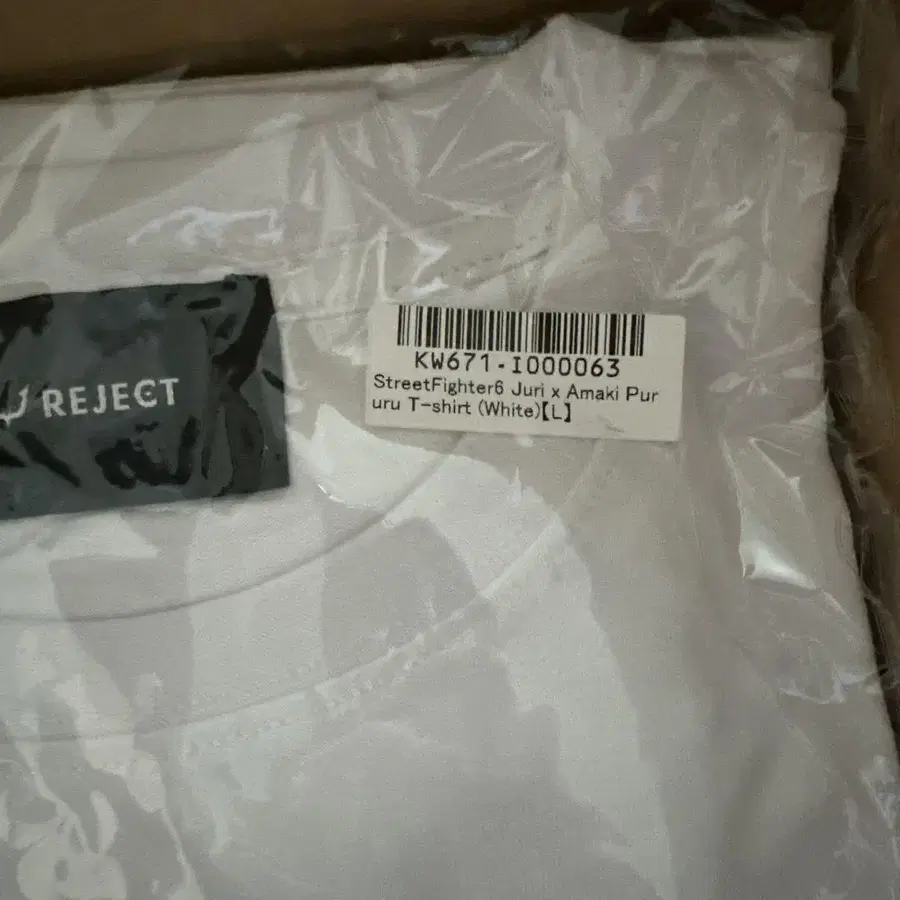 REJECT
KW671-I000063
StreetFighter6 Juri x Amaki Pur
uru T-shirt (White)【L】